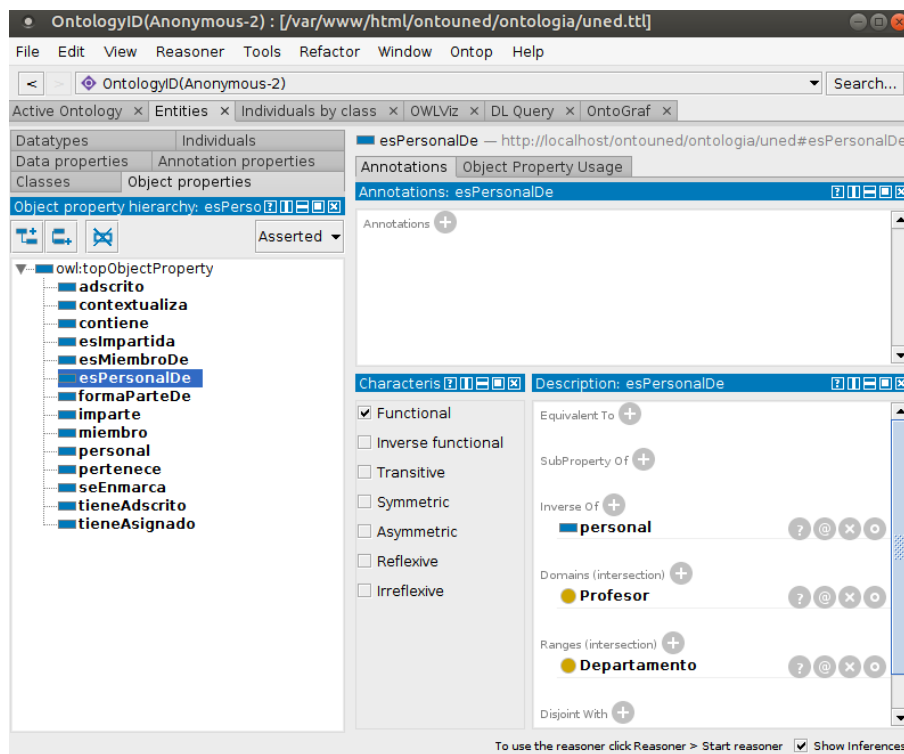 OntologyID(Anonymous-2) : [/var/www/html/ontouned/ontologia/uned.ttl]
File Edit View Reasoner Tools Refactor Window Ontop Help
< > OntologyID(Anonymous-2) Search...
Active Ontology × Entities × Individuals by class × OWLViz × DL Query × OntoGraf ×
Datatypes Individuals
Data properties Annotation properties
Classes Object properties
Object property hierarchy: esPerso
Asserted
owl:topObjectProperty
adscrito
contextualiza
contiene
esImpartida
esMiembroDe
esPersonalDe
formaParteDe
imparte
miembro
personal
pertenece
seEnmarca
tieneAdscrito
tieneAsignado
esPersonalDe — http://localhost/ontouned/ontologia/uned#esPersonalDe
Annotations Object Property Usage
Annotations: esPersonalDe
Annotations
Characteris
Functional
Inverse functional
Transitive
Symmetric
Asymmetric
Reflexive
Irreflexive
Description: esPersonalDe
Equivalent To
SubProperty Of
Inverse Of
personal
Domains (intersection)
Profesor
Ranges (intersection)
Departamento
Disjoint With
To use the reasoner click Reasoner > Start reasoner Show Inferences